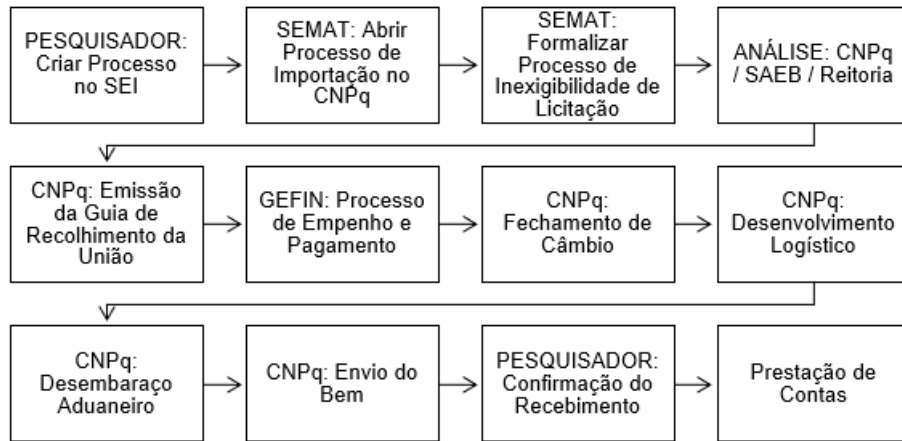 PESQUISADOR:
Criar Processo
no SEI
SEMAT: Abrir
Processo de
Importação no
CNPq
SEMAT:
Formalizar
Processo de
Inexigibilidade de
Licitação
ANÁLISE: CNPq
/ SAEB / Reitoria
CNPq: Emissão
da Guia de
Recolhimento da
União
GEFIN: Processo
de Empenho e
Pagamento
CNPq:
Fechamento de
Câmbio
CNPq:
Desenvolvimento
Logístico
CNPq:
Desembaraço
Aduaneiro
CNPq: Envio do
Bem
PESQUISADOR:
Confirmação do
Recebimento
Prestação de
Contas